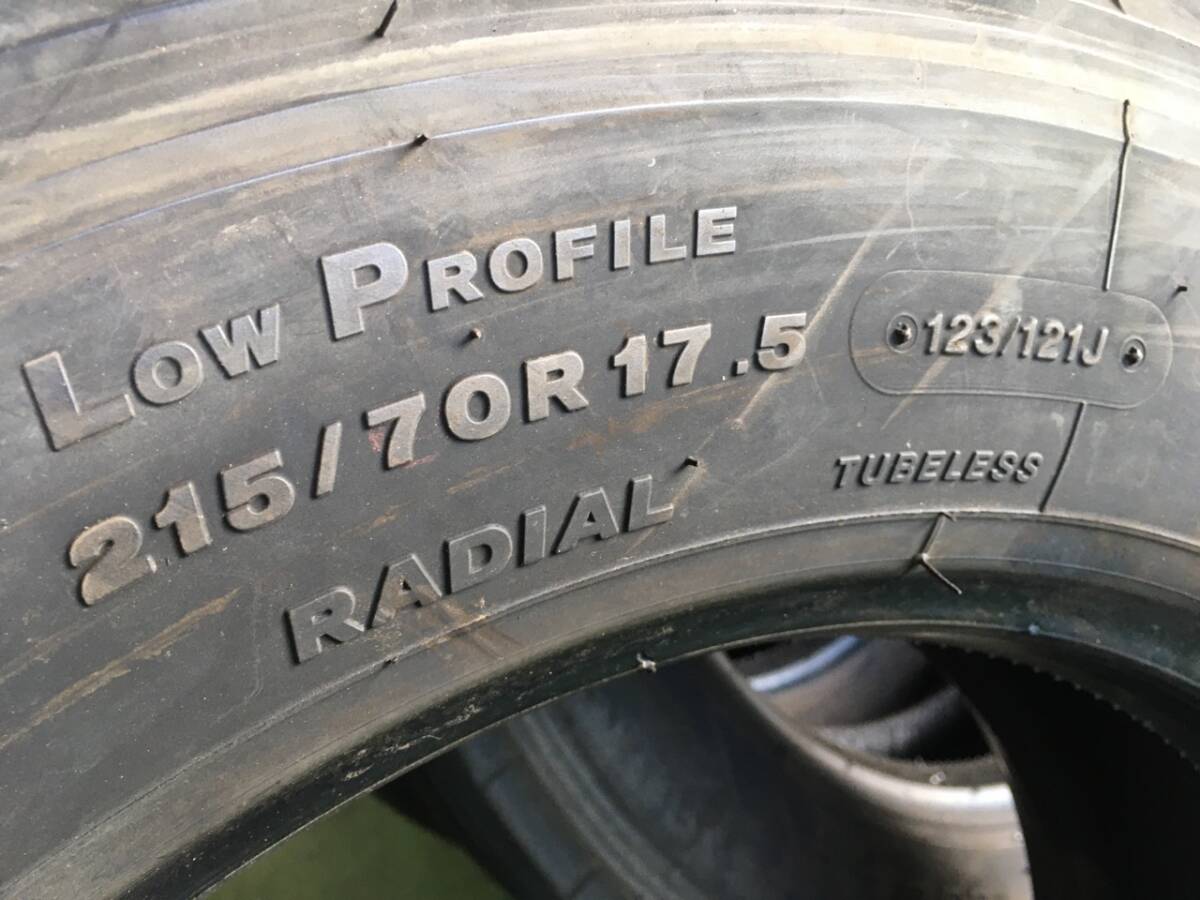 LOW PROFILE
215/70R17.5
123/121J
RADIAL
TUBELESS